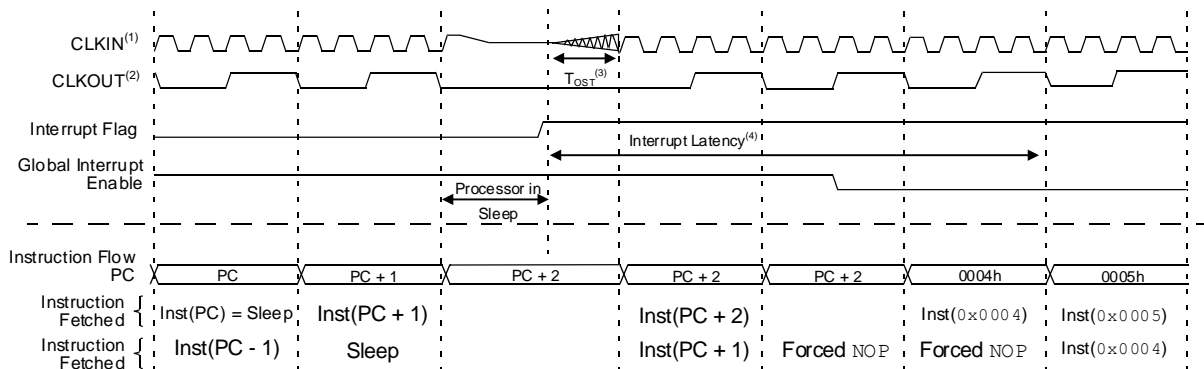 CLKIN(1)
CLKOUT(2)
TOST(3)
Interrupt Flag
Interrupt Latency(4)
Global Interrupt
Enable
Processor in
Sleep
Instruction Flow
PC
PC
PC + 1
PC + 2
PC + 2
PC + 2
0004h
0005h
Instruction
Fetched
Inst(PC) = Sleep
Inst(PC + 1)
Inst(PC + 2)
Inst(0x0004)
Inst(0x0005)
Instruction
Fetched
Inst(PC - 1)
Sleep
Inst(PC + 1)
Forced NOP
Forced NOP
Inst(0x0004)